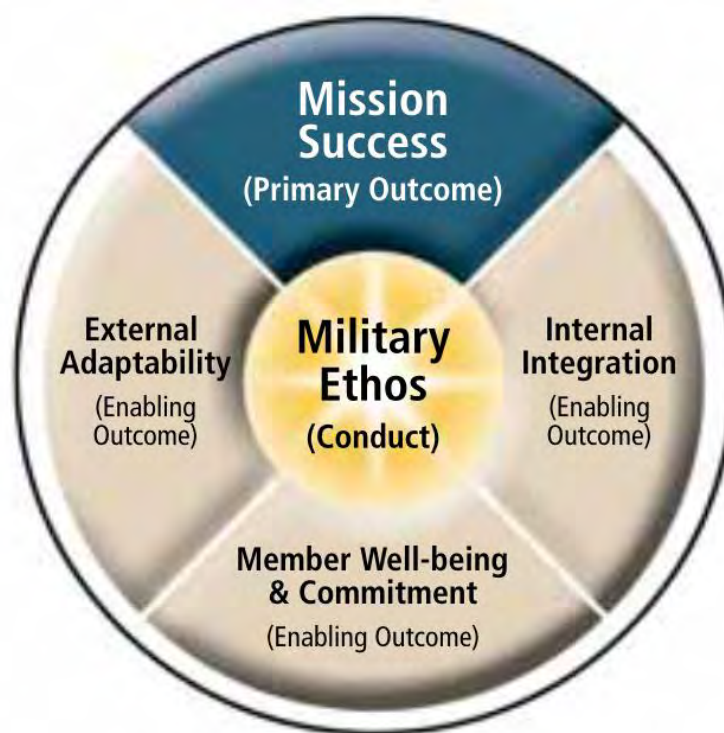 Mission
Success
(Primary Outcome)
External
Adaptability
(Enabling
Outcome)
Military
Ethos
(Conduct)
Internal
Integration
(Enabling
Outcome)
Member Well-being
& Commitment
(Enabling Outcome)